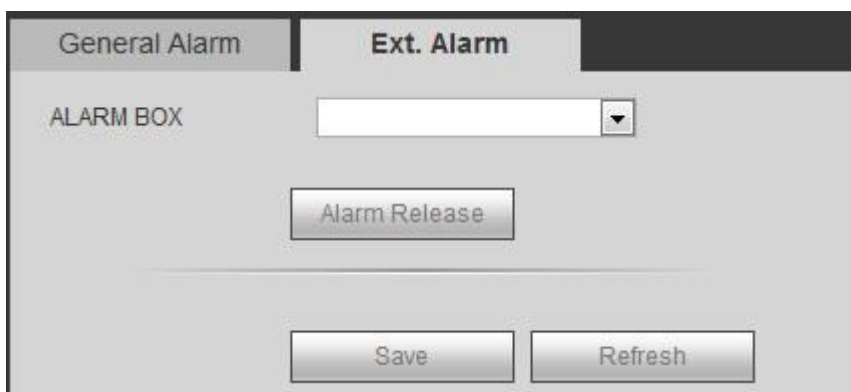 General Alarm Ext. Alarm
ALARM BOX
Alarm Release
Save Refresh